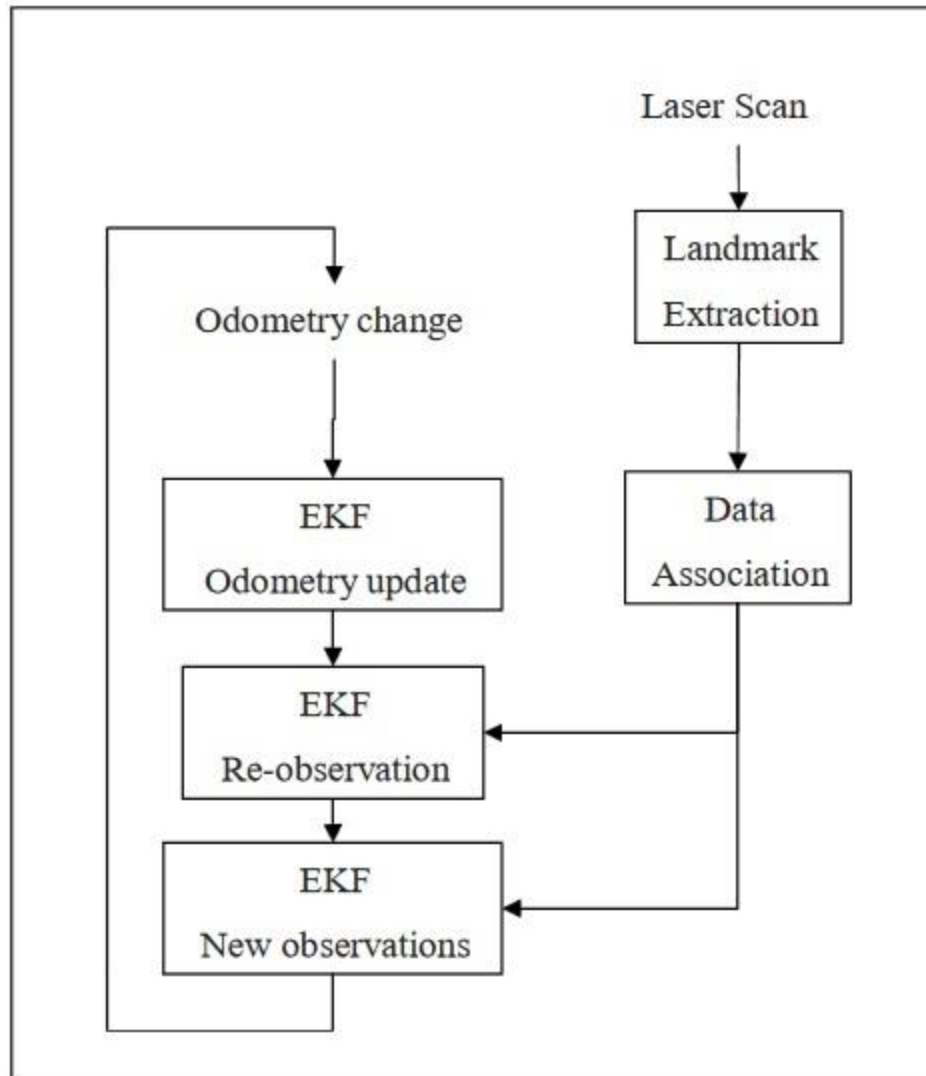 Laser Scan
Landmark
Extraction
Odometry change
EKF
Odometry update
Data
Association
EKF
Re-observation
EKF
New observations